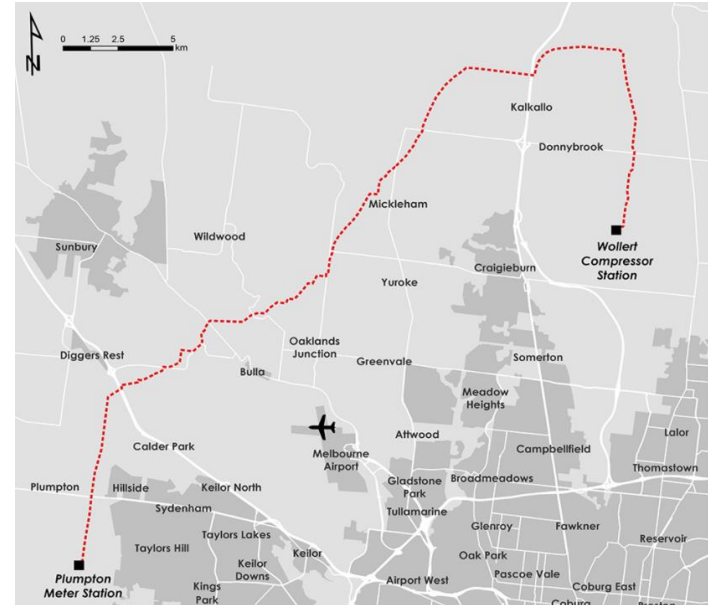 0 1.25 2.5 5
km
N
Kalkallo
Donnybrook
Mickleham
Wildwood
Sunbury
Wollert
Compressor
Station
Craigieburn
Yuroke
Oaklands
Junction
Diggers Rest
Greenvale
Somerton
Bulla
Meadow
Heights
Calder Park
Attwood
Lalor
Melbourne
Airport
Campbellfield
Thomastown
Plumpton
Hillside
Keilor North
Gladstone
Park
Broadmeadows
Sydenham
Tullamarine
Glenroy
Fawkner
Reservoir
Taylors Hill
Taylors Lakes
Keilor
Oak Park
Keilor
Downs
Pascoe Vale
Plumpton
Meter Station
Kings
Park
Airport West
Coburg East
Coburg
Preston